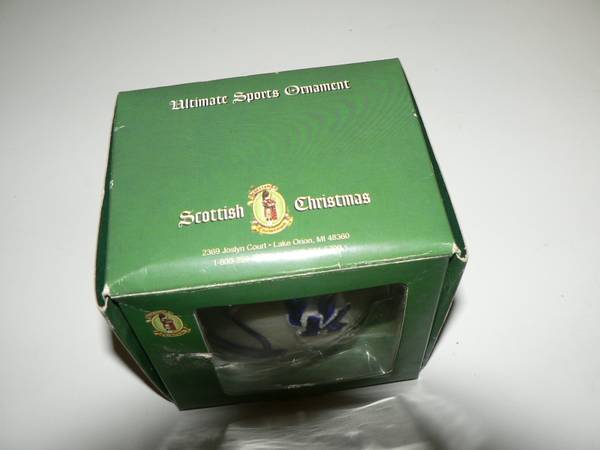 Ultimate Sports Ornament
Scottish Christmas
2369 Joslyn Court • Lake Orion, MI 48360